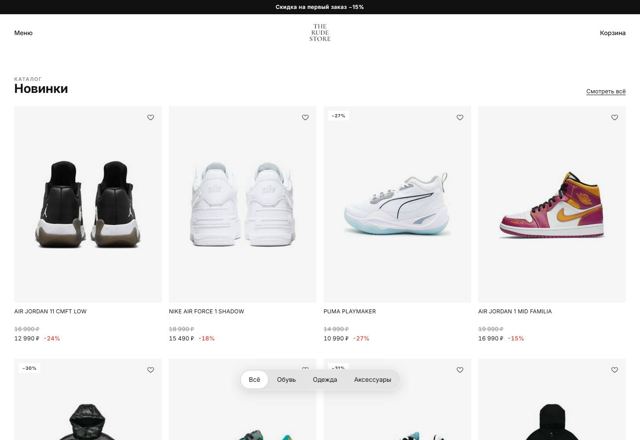 Скидка на первый заказ −15%
Меню
THE
RUDE
STORE
Корзина
КАТАЛОГ
Новинки
Смотреть всё
−27%
AIR JORDAN 11 CMFT LOW
NIKE AIR FORCE 1 SHADOW
PUMA PLAYMAKER
AIR JORDAN 1 MID FAMILIA
16 990 ₽
18 990 ₽
14 990 ₽
19 990 ₽
12 990 ₽ -24%
15 490 ₽ -18%
10 990 ₽ -27%
16 990 ₽ -15%
−30%
−31%
Всё
Обувь
Одежда
Аксессуары